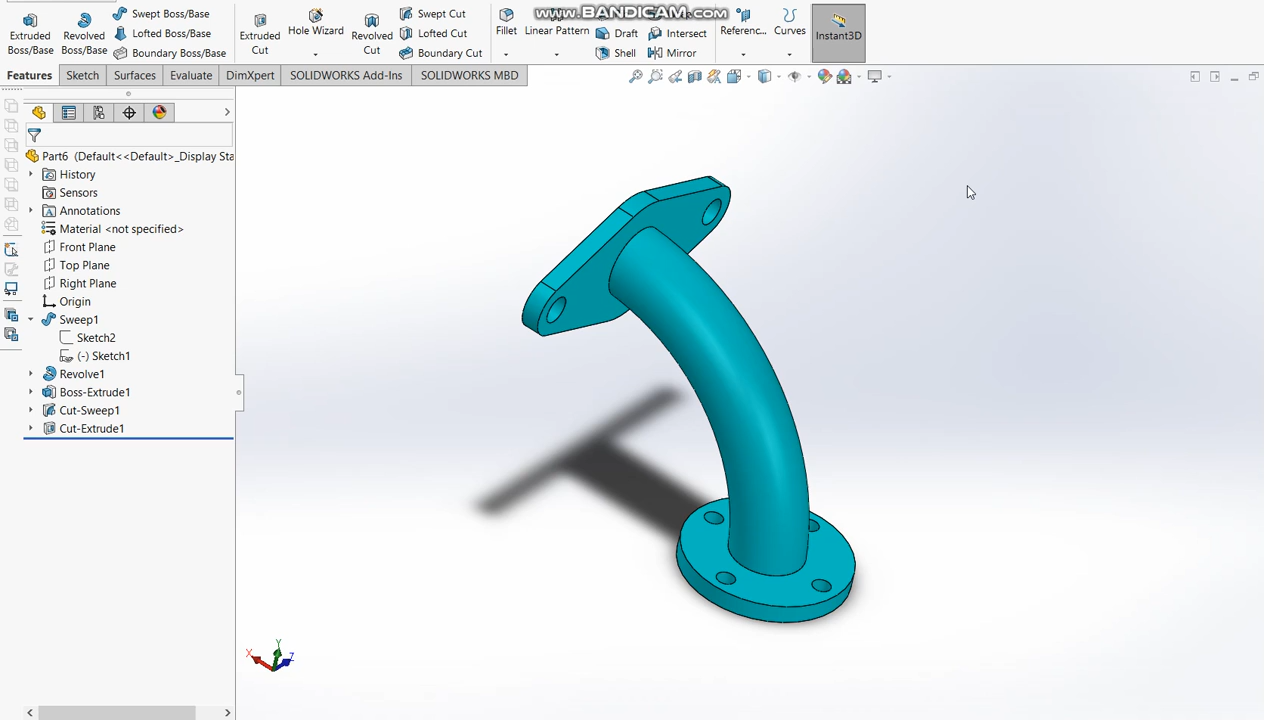 www.BANDICAM.com
Extruded Boss/Base
Revolved Boss/Base
Swept Boss/Base
Lofted Boss/Base
Boundary Boss/Base
Extruded Cut
Hole Wizard
Revolved Cut
Swept Cut
Lofted Cut
Boundary Cut
Fillet
Linear Pattern
Draft
Shell
Intersect
Mirror
Referenc...
Curves
Instant3D
Features
Sketch
Surfaces
Evaluate
DimXpert
SOLIDWORKS Add-Ins
SOLIDWORKS MBD
Part6 (Default<<Default>_Display Sta
History
Sensors
Annotations
Material <not specified>
Front Plane
Top Plane
Right Plane
Origin
Sweep1
Sketch2
(-) Sketch1
Revolve1
Boss-Extrude1
Cut-Sweep1
Cut-Extrude1
X
Y
Z